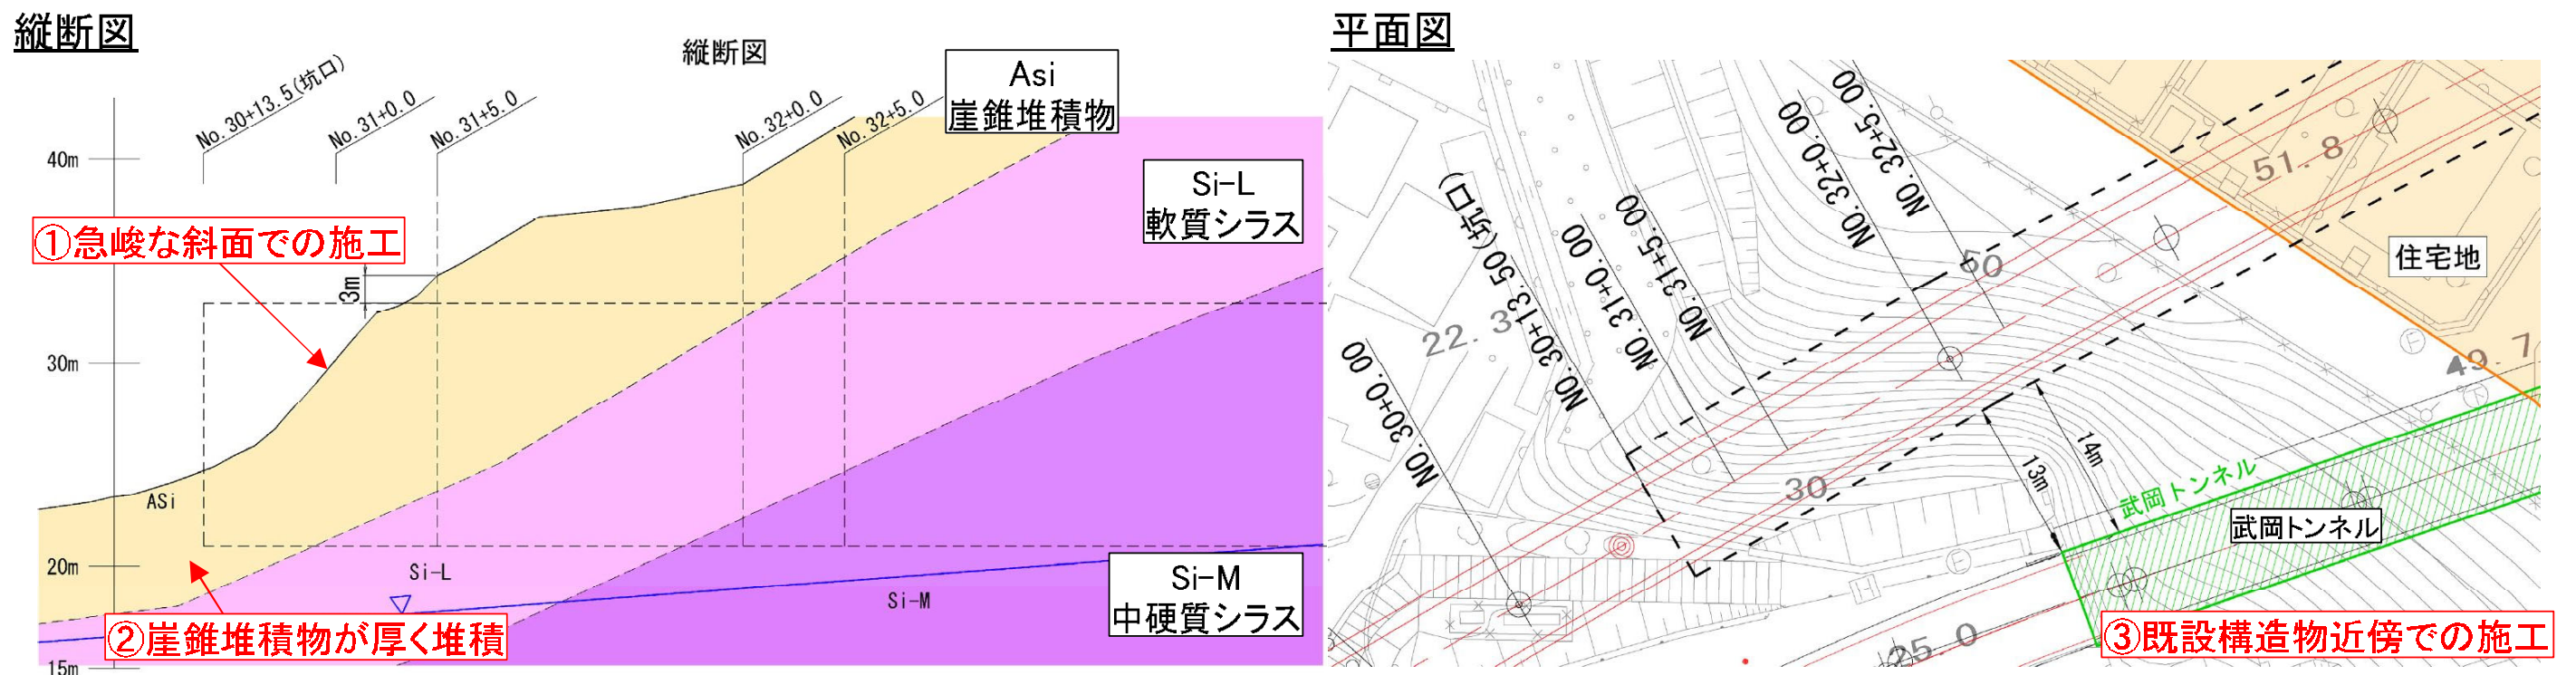 縦断図
縦断図
No.30+13.5(坑口)
No.31+0.0
No.31+5.0
No.32+0.0
No.32+5.0
Asi
崖錐堆積物
40m
Si-L
軟質シラス
①急峻な斜面での施工
3m
30m
ASi
20m
Si-L
Si-M
Si-M
中硬質シラス
②崖錐堆積物が厚く堆積
15m
平面図
NO.30+0.00
22.3
NO.30+13.50(坑口)
NO.31+0.00
NO.31+5.00
NO.32+0.00
NO.32+5.00
51.8
住宅地
50
49.7
30
13m
14m
武岡トンネル
武岡トンネル
25.0
③既設構造物近傍での施工